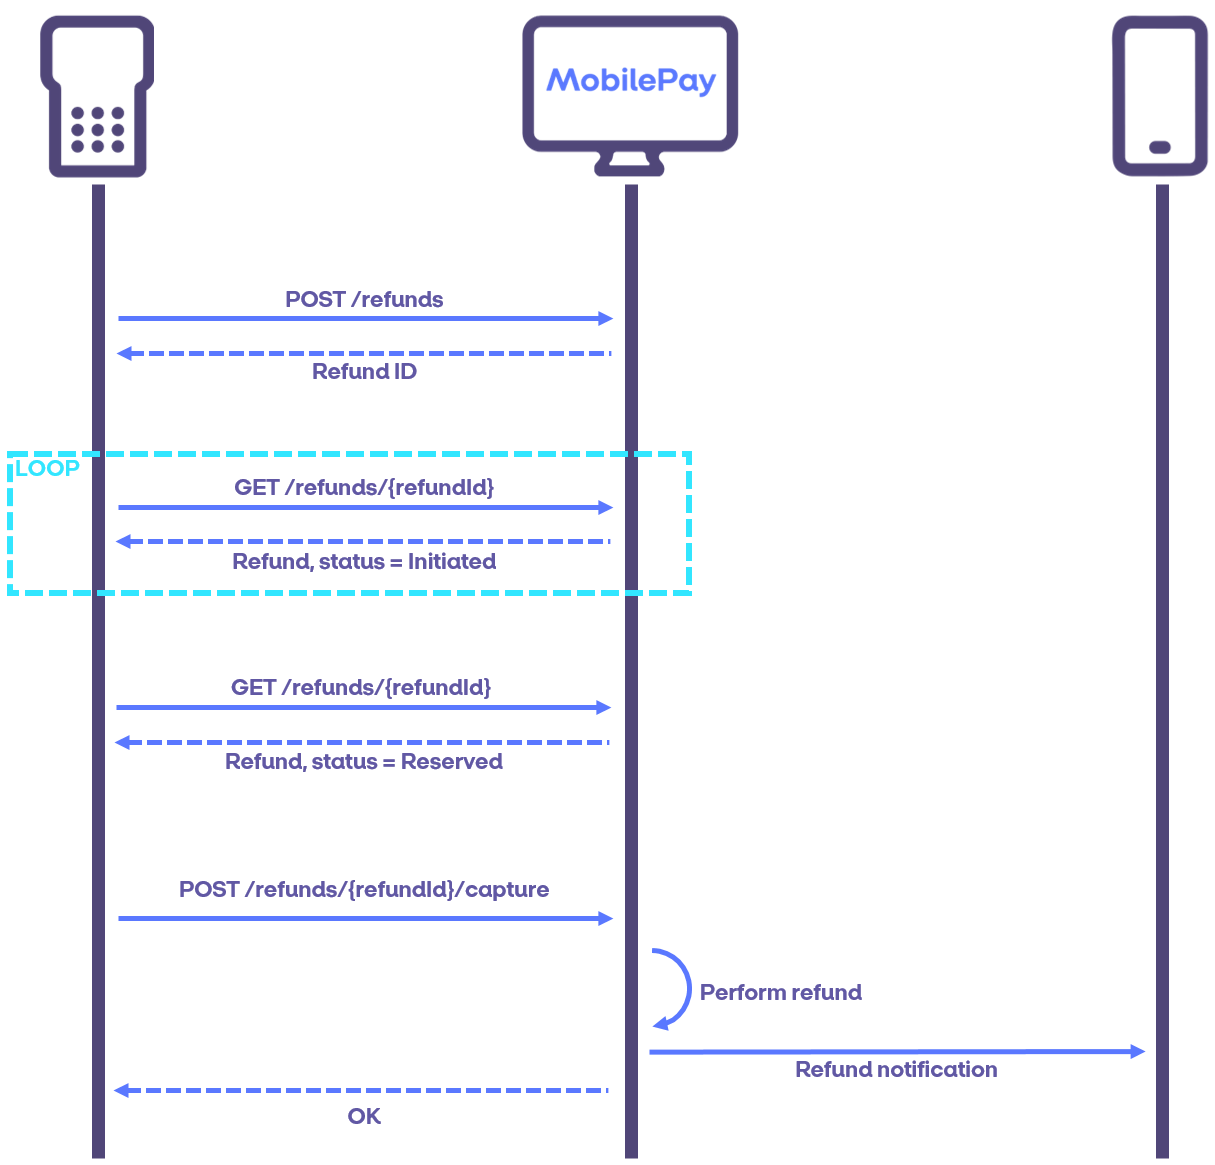 MobilePay
POST /refunds
Refund ID
LOOP
GET /refunds/{refundId}
Refund, status = Initiated
GET /refunds/{refundId}
Refund, status = Reserved
POST /refunds/{refundId}/capture
Perform refund
Refund notification
OK